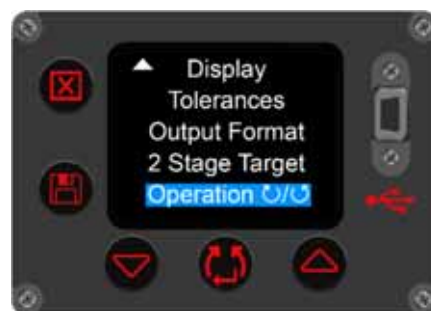 Display
Tolerances
Output Format
2 Stage Target
Operation ↻/↺